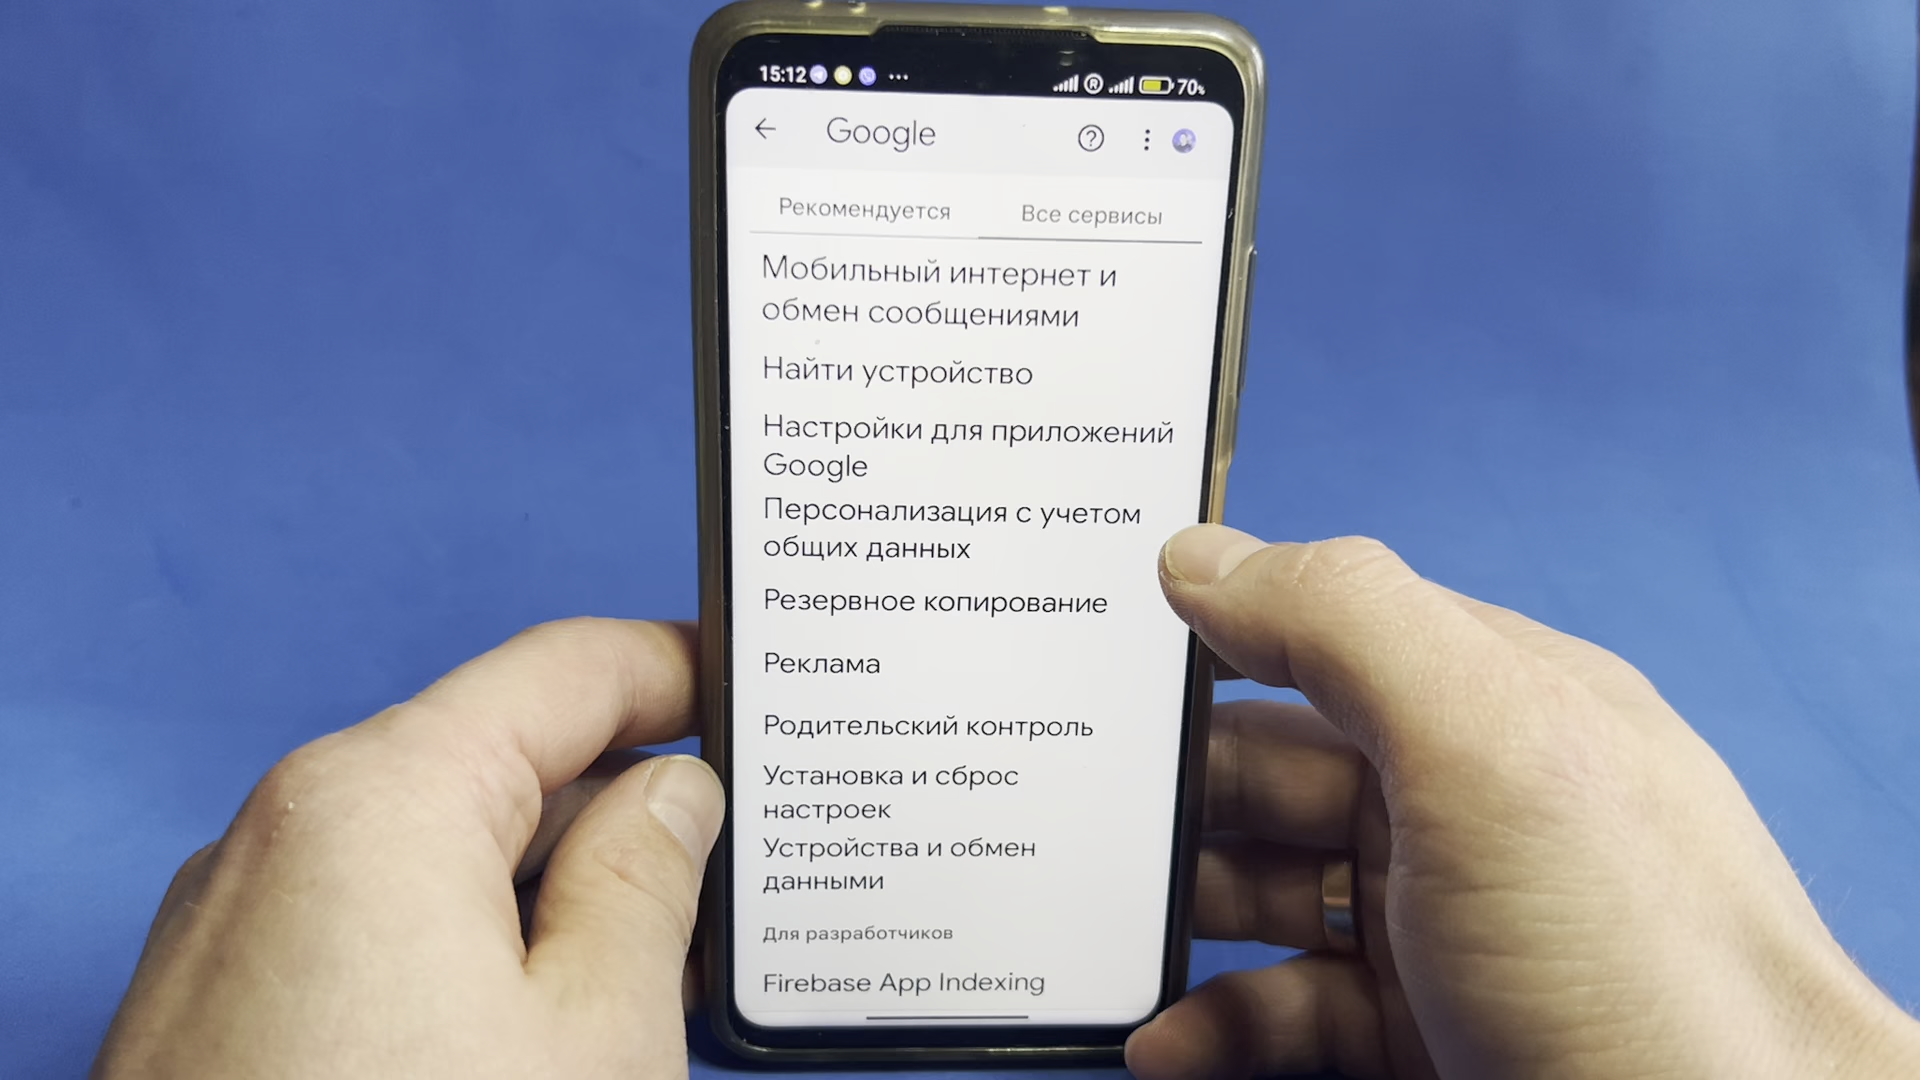 15:12 ... R 70%
Google
Рекомендуется Все сервисы
Мобильный интернет и
обмен сообщениями
Найти устройство
Настройки для приложений
Google
Персонализация с учетом
общих данных
Резервное копирование
Реклама
Родительский контроль
Установка и сброс
настроек
Устройства и обмен
данными
Для разработчиков
Firebase App Indexing